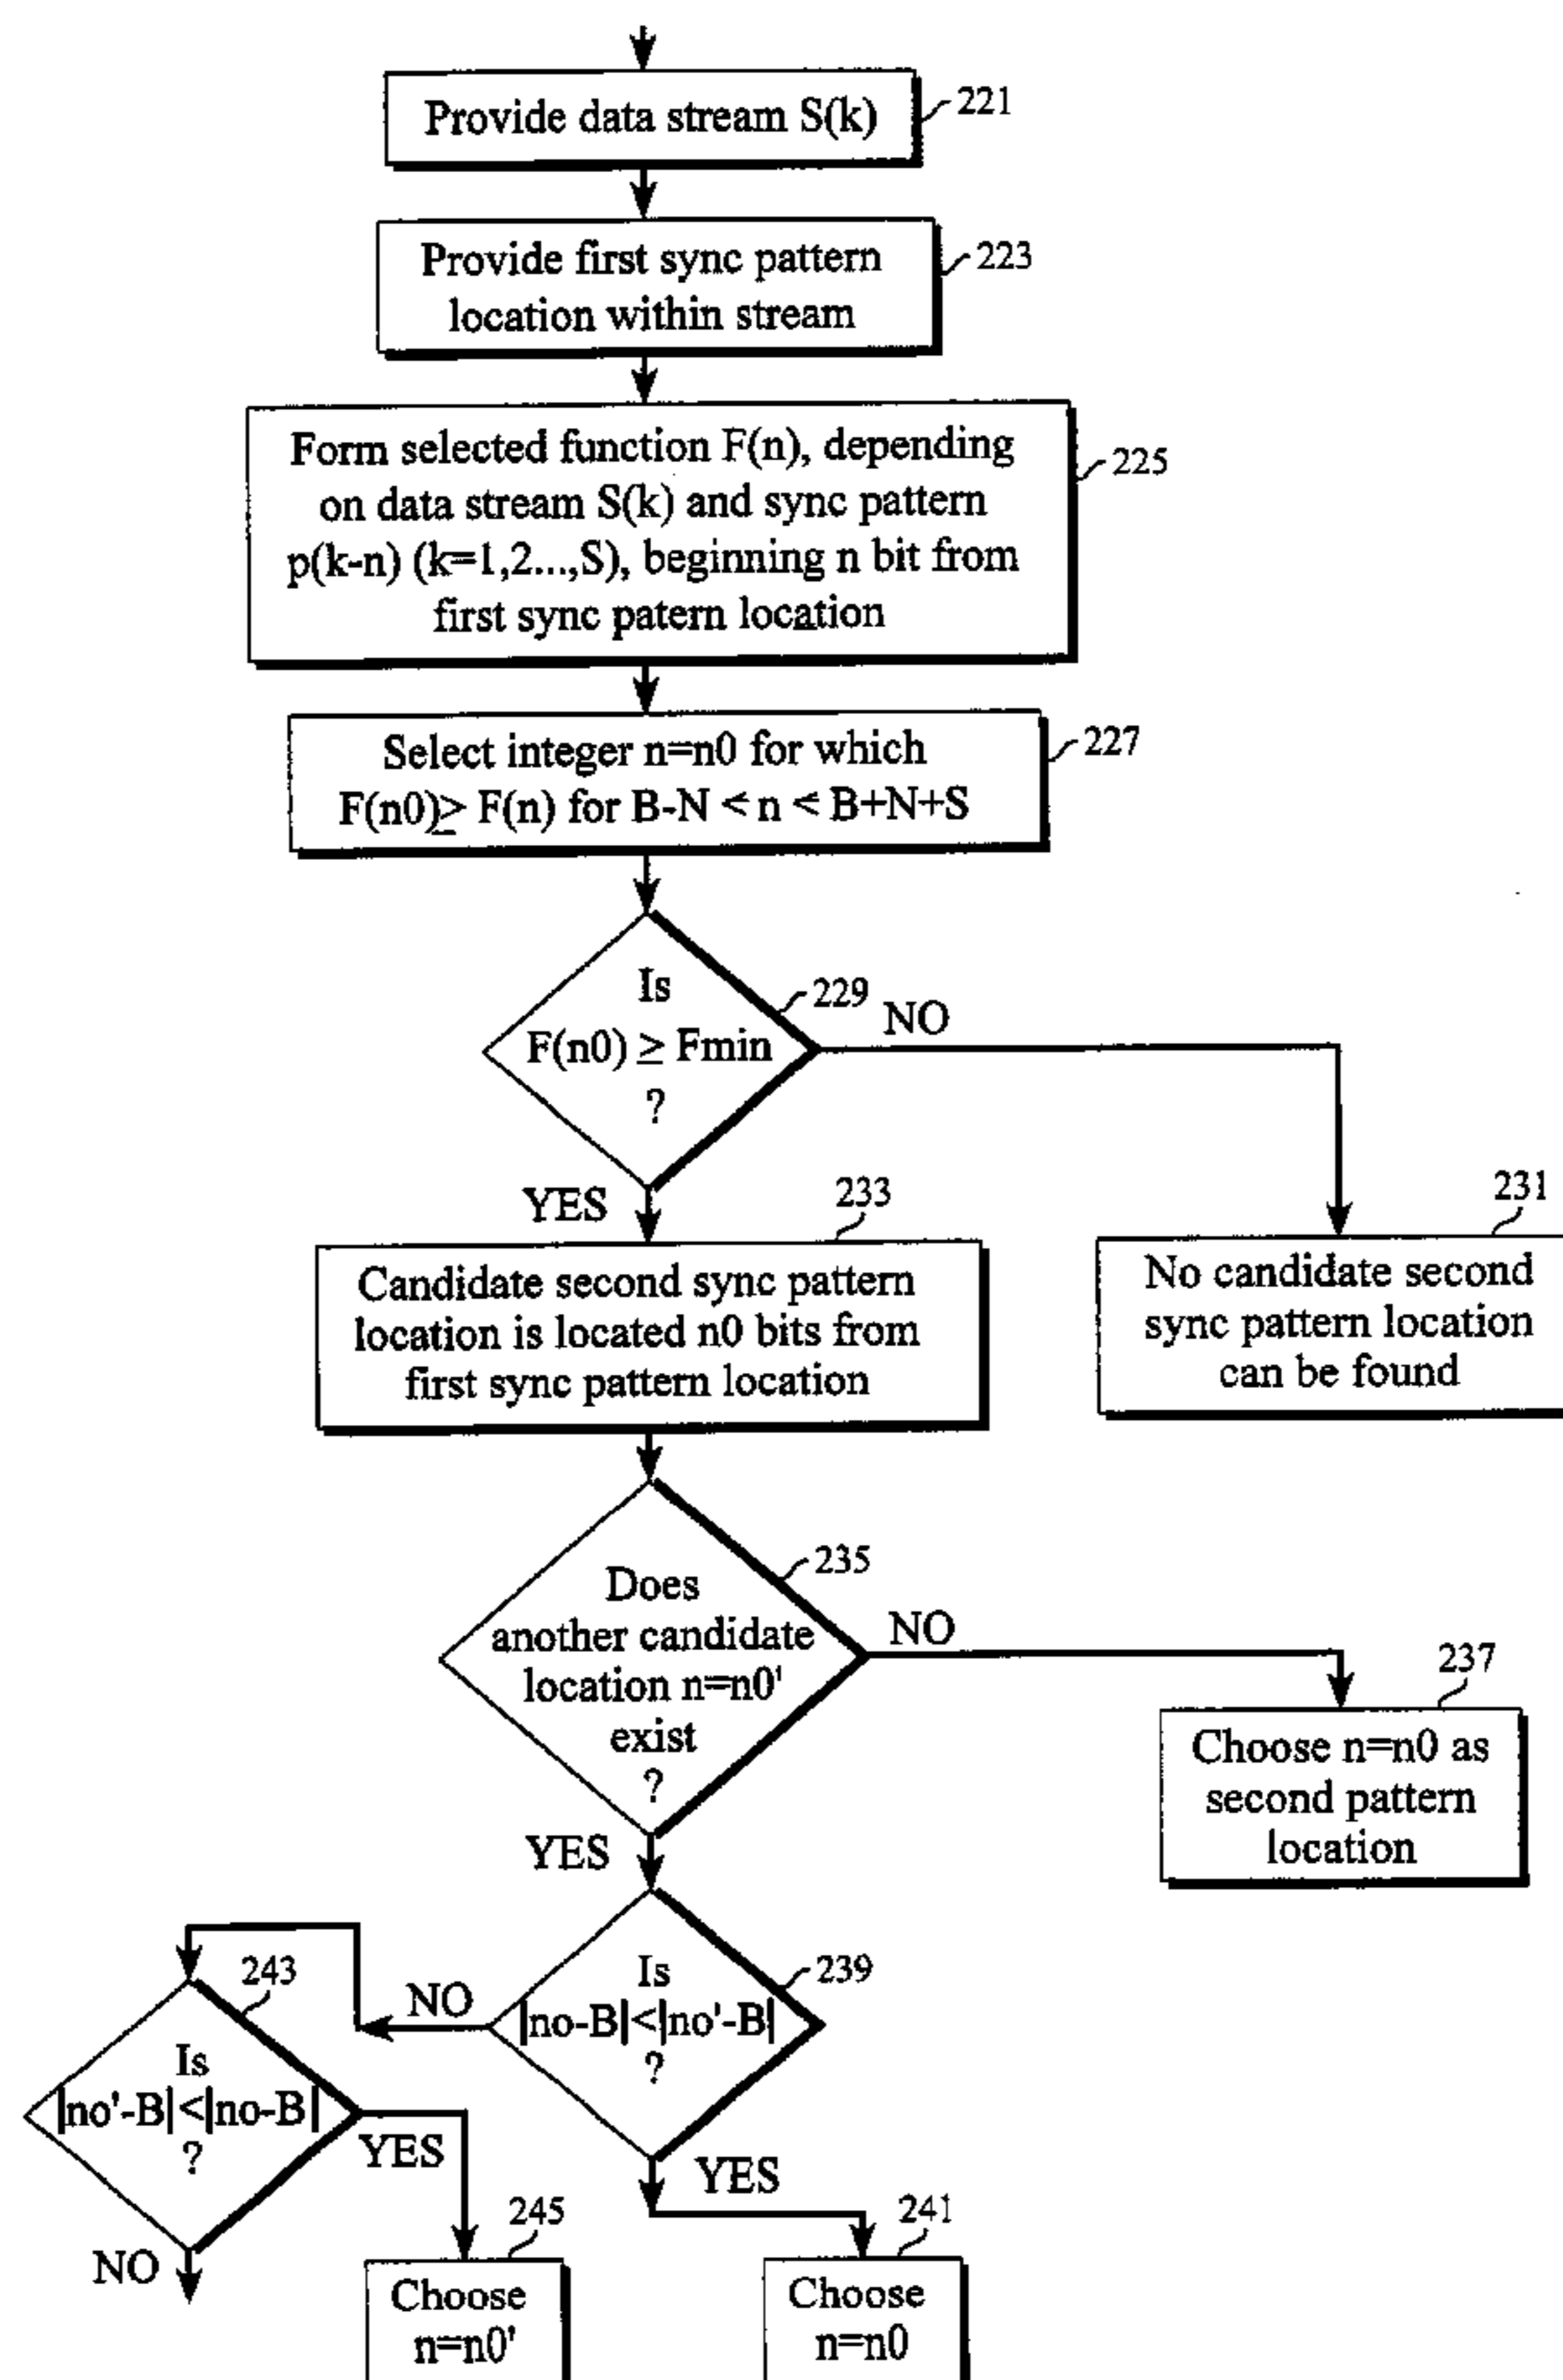 Provide data stream S(k)
221
Provide first sync pattern
location within stream
223
Form selected function F(n), depending
on data stream S(k) and sync pattern
p(k-n) (k=1,2...,S), beginning n bit from
first sync patern location
225
Select integer n=n0 for which
F(n0)≥ F(n) for B-N < n < B+N+S
227
Is
F(n0) ≥ Fmin
?
229
NO
YES
233
Candidate second sync pattern
location is located n0 bits from
first sync pattern location
231
No candidate second
sync pattern location
can be found
Does
another candidate
location n=n0'
exist
?
235
NO
237
Choose n=n0 as
second pattern
location
YES
Is
|no-B|<|no'-B|
?
239
NO
243
Is
|no'-B|<|no-B|
?
YES
NO
YES
245
Choose
n=n0'
241
Choose
n=n0